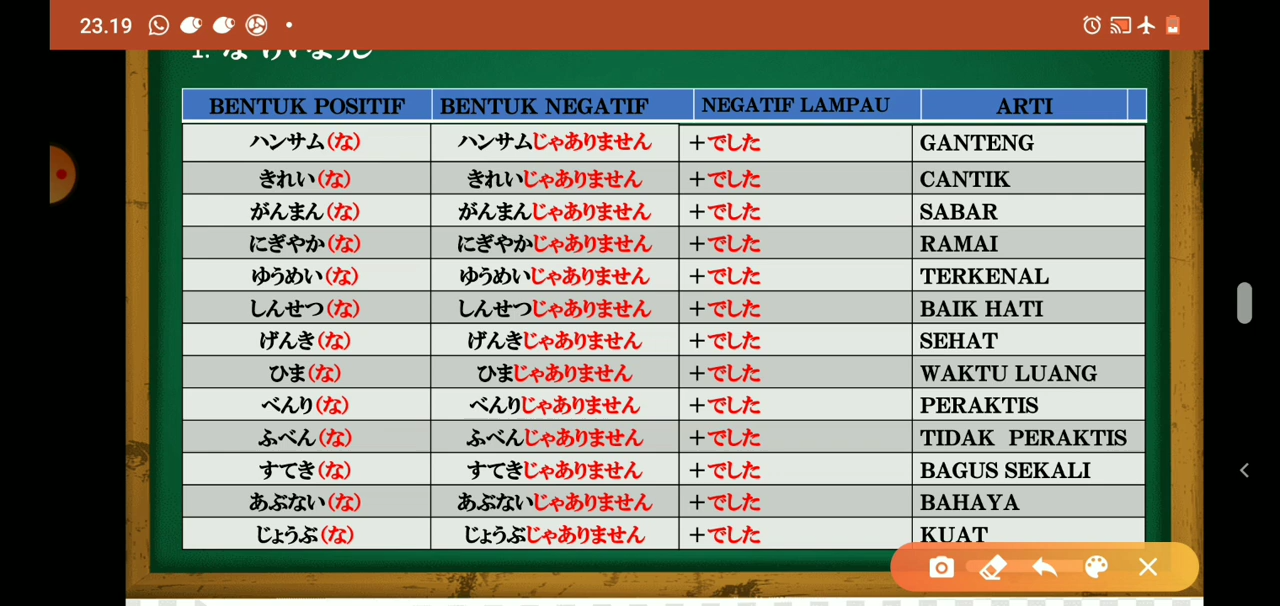 23.19
1. な けいようし
BENTUK POSITIF BENTUK NEGATIF NEGATIF LAMPAU ARTI
ハンサム(な) ハンサムじゃありません +でした GANTENG
きれい(な) きれいじゃありません +でした CANTIK
がんまん(な) がんまんじゃありません +でした SABAR
にぎやか(な) にぎやかじゃありません +でした RAMAI
ゆうめい(な) ゆうめいじゃありません +でした TERKENAL
しんせつ(な) しんせつじゃありません +でした BAIK HATI
げんき(な) げんきじゃありません +でした SEHAT
ひま(な) ひまじゃありません +でした WAKTU LUANG
べんり(な) べんりじゃありません +でした PERAKTIS
ふべん(な) ふべんじゃありません +でした TIDAK PERAKTIS
すてき(な) すてきじゃありません +でした BAGUS SEKALI
あぶない(な) あぶないじゃありません +でした BAHAYA
じょうぶ(な) じょうぶじゃありません +でした KUAT